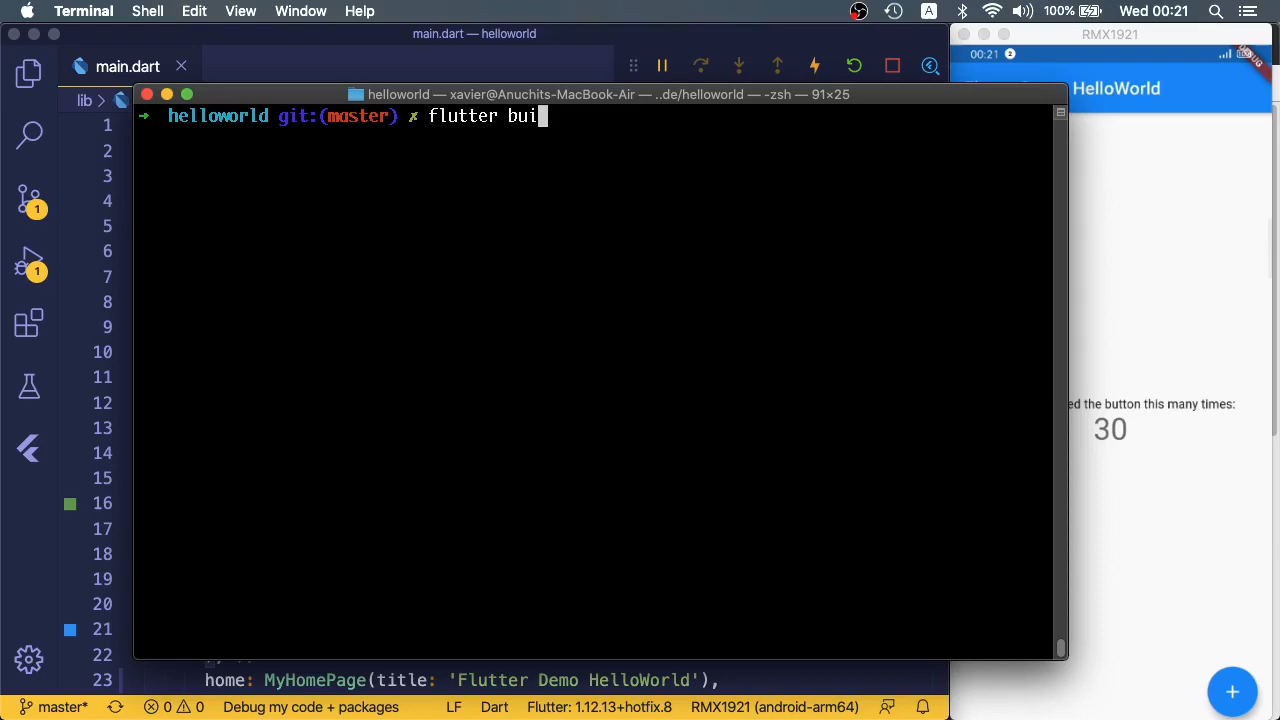 Terminal Shell Edit View Window Help
A 100% Wed 00:21
main.dart — helloworld
RMX1921
main.dart
00:21 2
DEBUG
HelloWorld
lib
helloworld — xavier@Anuchits-MacBook-Air — ..de/helloworld — -zsh — 91×25
→ helloworld git:(master) ✗ flutter bui
1
2
3
4
5
6
7
8
9
10
11
12
13
14
15
16
17
18
19
20
21
22
23 home: MyHomePage(title: 'Flutter Demo HelloWorld'),
1
1
ed the button this many times:
30
+
master* 0 0 Debug my code + packages LF Dart Flutter: 1.12.13+hotfix.8 RMX1921 (android-arm64)